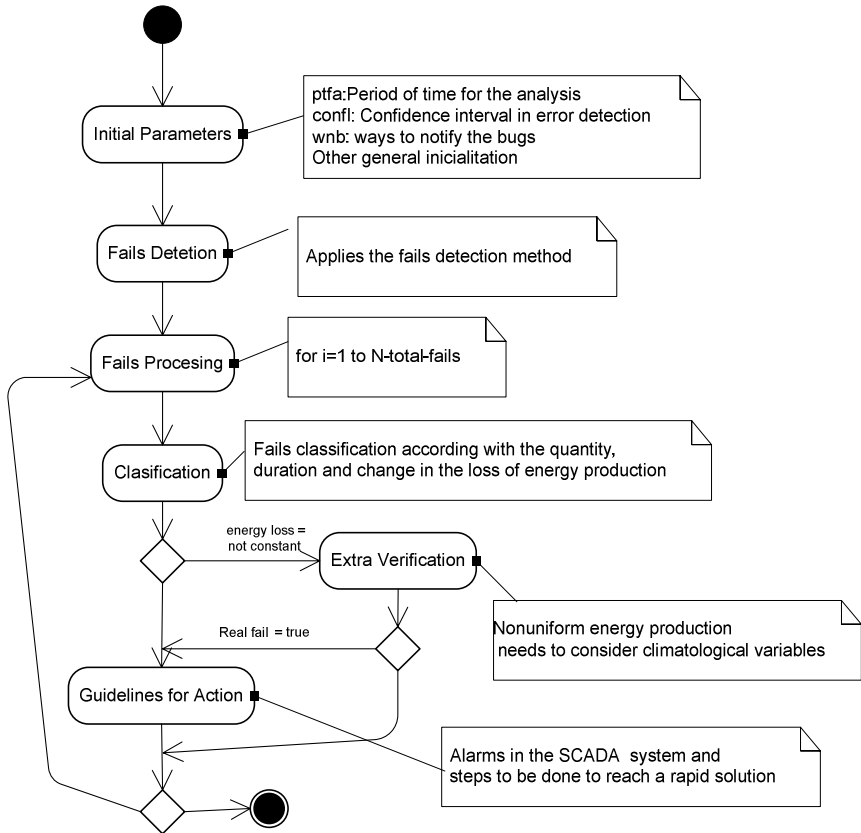 ptfa:Period of time for the analysis
confI: Confidence interval in error detection
wnb: ways to notify the bugs
Other general inicialitation
Initial Parameters
Fails Detetion
Applies the fails detection method
Fails Procesing
for i=1 to N-total-fails
Clasification
Fails classification according with the quantity,
duration and change in the loss of energy production
energy loss =
not constant
Extra Verification
Nonuniform energy production
needs to consider climatological variables
Real fail = true
Guidelines for Action
Alarms in the SCADA system and
steps to be done to reach a rapid solution